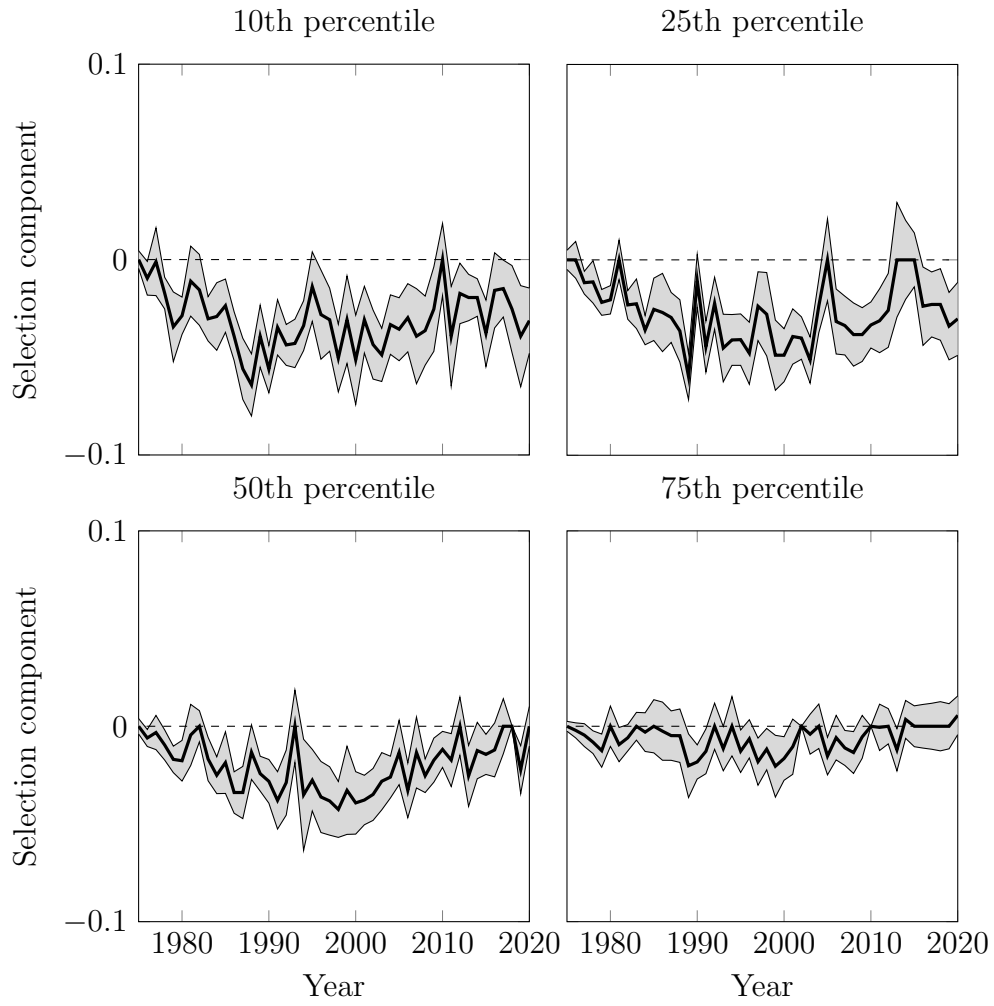 10th percentile
25th percentile
Selection component
0.1
0
−0.1
50th percentile
75th percentile
Selection component
0.1
0
−0.1
1980 1990 2000 2010 2020
1980 1990 2000 2010 2020
Year
Year